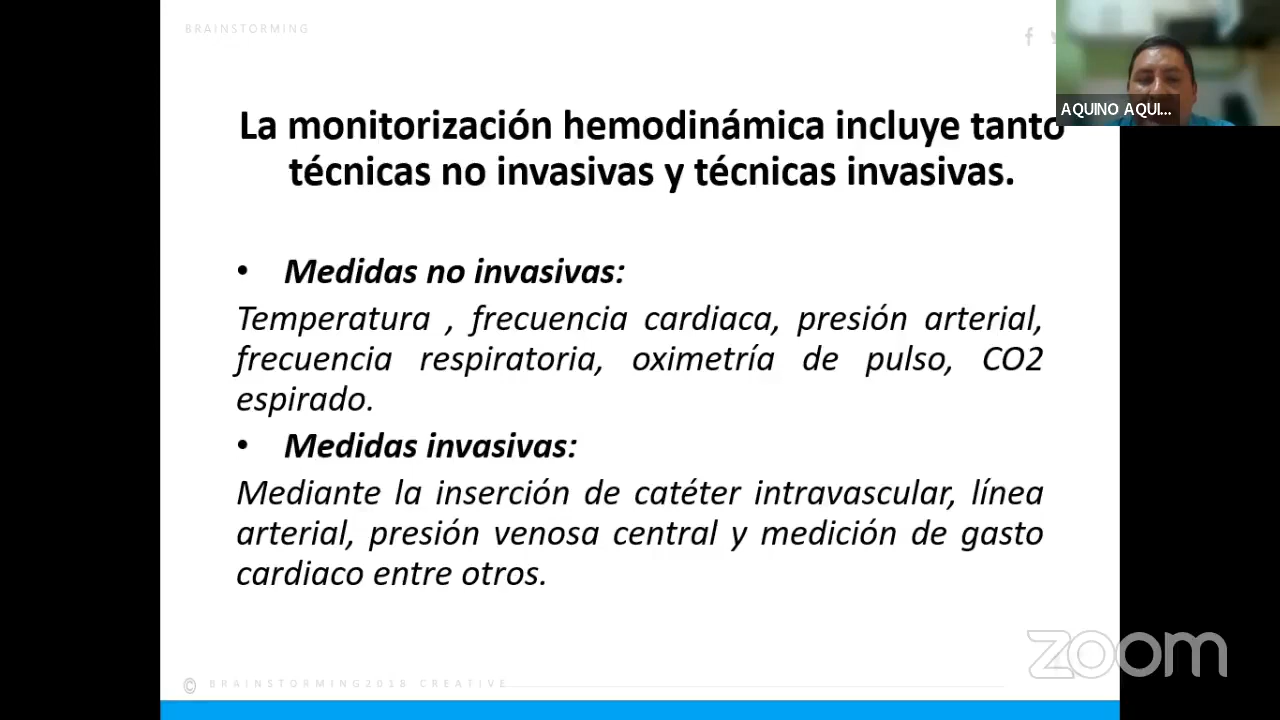 BRAINSTORMING
AQUINO AQUI...
La monitorización hemodinámica incluye tanto
técnicas no invasivas y técnicas invasivas.
• Medidas no invasivas:
Temperatura , frecuencia cardiaca, presión arterial,
frecuencia respiratoria, oximetría de pulso, CO2
espirado.
• Medidas invasivas:
Mediante la inserción de catéter intravascular, línea
arterial, presión venosa central y medición de gasto
cardiaco entre otros.
zoom
© BRAINSTORMING2018 CREATIVE